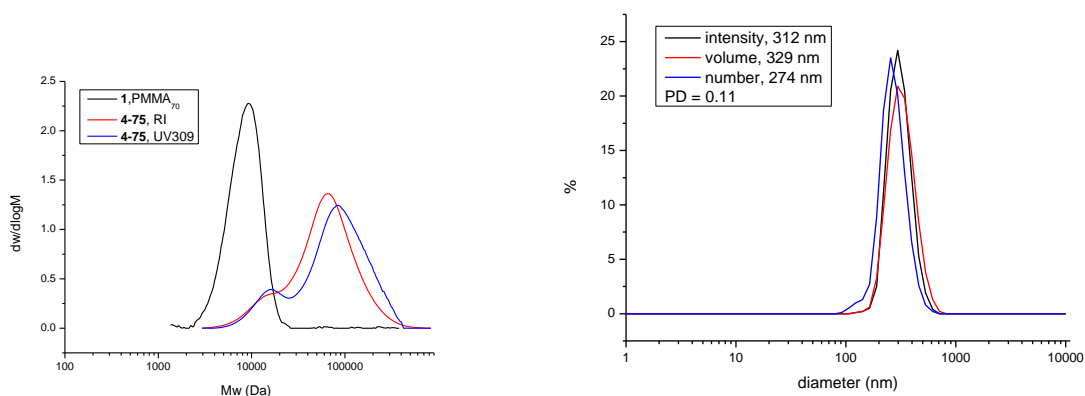 2.5
2.0
1.5
1.0
0.5
0.0
dw/dlogM
1,PMMA70
4-75, RI
4-75, UV309
100 1000 10000 100000
Mw (Da)
25
20
15
10
5
0
%
intensity, 312 nm
volume, 329 nm
number, 274 nm
PD = 0.11
1 10 100 1000 10000
diameter (nm)